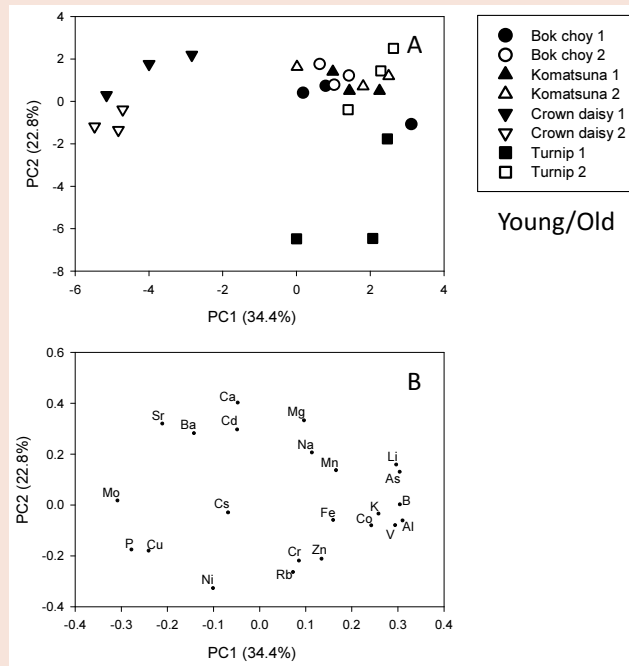 A
4
2
0
-2
-4
-6
-8
PC2 (22.8%)
-6 -4 -2 0 2 4
PC1 (34.4%)
Bok choy 1
Bok choy 2
Komatsuna 1
Komatsuna 2
Crown daisy 1
Crown daisy 2
Turnip 1
Turnip 2
Young/Old
B
0.6
0.4
0.2
0.0
-0.2
-0.4
PC2 (22.8%)
Ca
Sr
Ba
Cd
Mg
Na
Mn
Li
As
Mo
Cs
Fe
K
B
Co
Al
V
P
Cu
Cr
Zn
Rb
Ni
-0.4 -0.3 -0.2 -0.1 0.0 0.1 0.2 0.3 0.4
PC1 (34.4%)